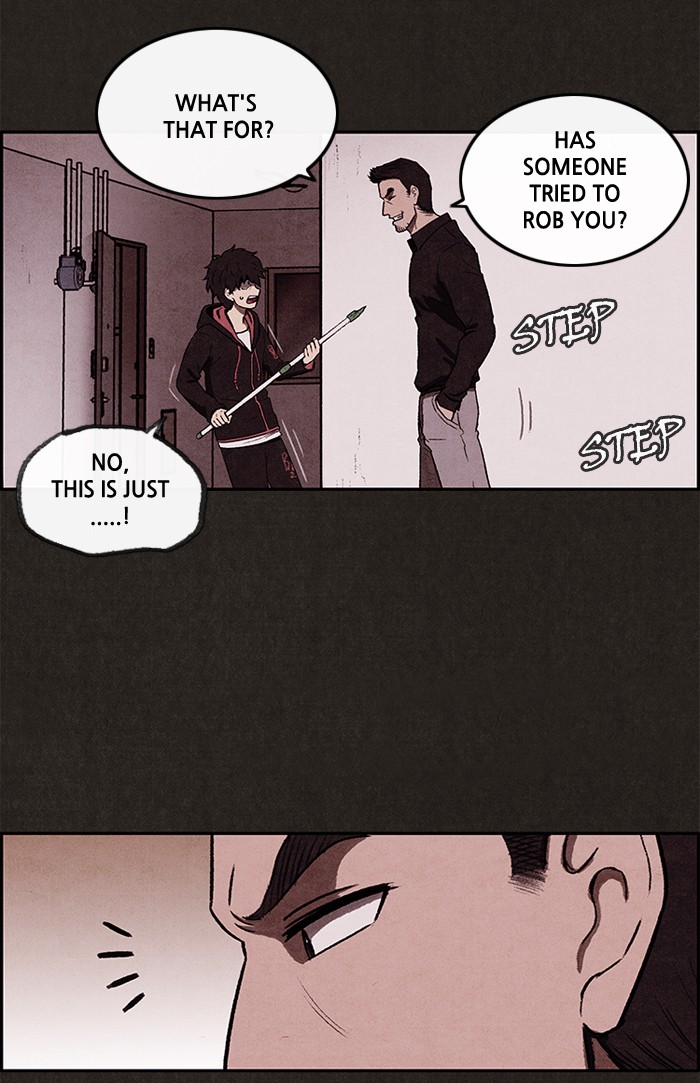 WHAT'S
THAT FOR?
HAS
SOMEONE
TRIED TO
ROB YOU?
STEP
STEP
NO,
THIS IS JUST
.....!